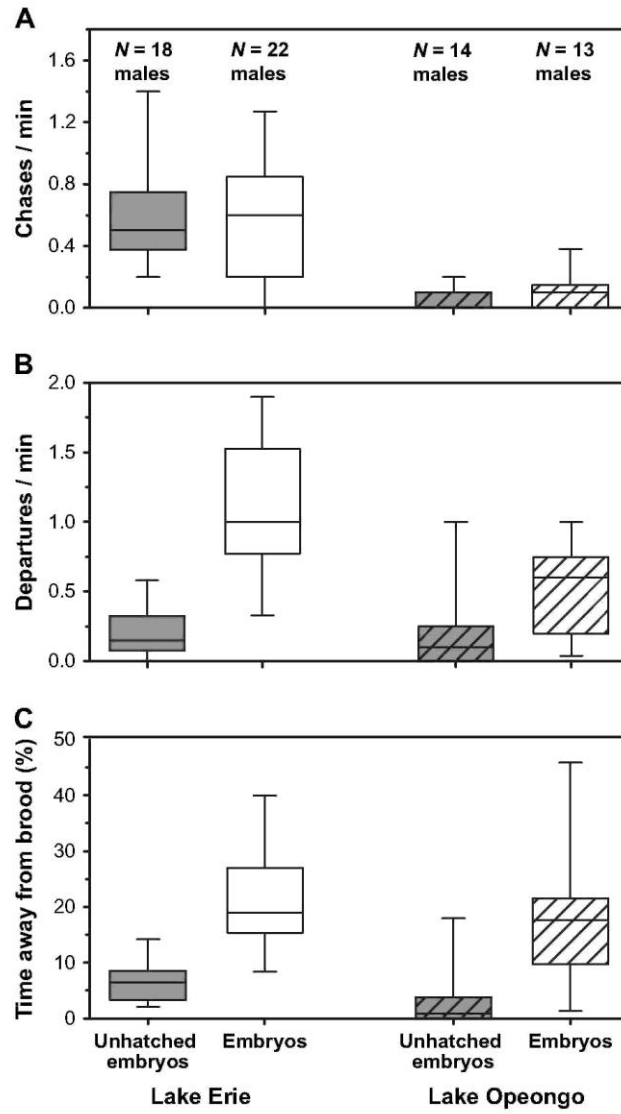 A
N = 18 males
N = 22 males
N = 14 males
N = 13 males
Chases / min
1.6
1.2
0.8
0.4
0.0
B
Departures / min
2.0
1.5
1.0
0.5
0.0
C
Time away from brood (%)
50
40
30
20
10
0
Unhatched embryos
Embryos
Unhatched embryos
Embryos
Lake Erie
Lake Opeongo